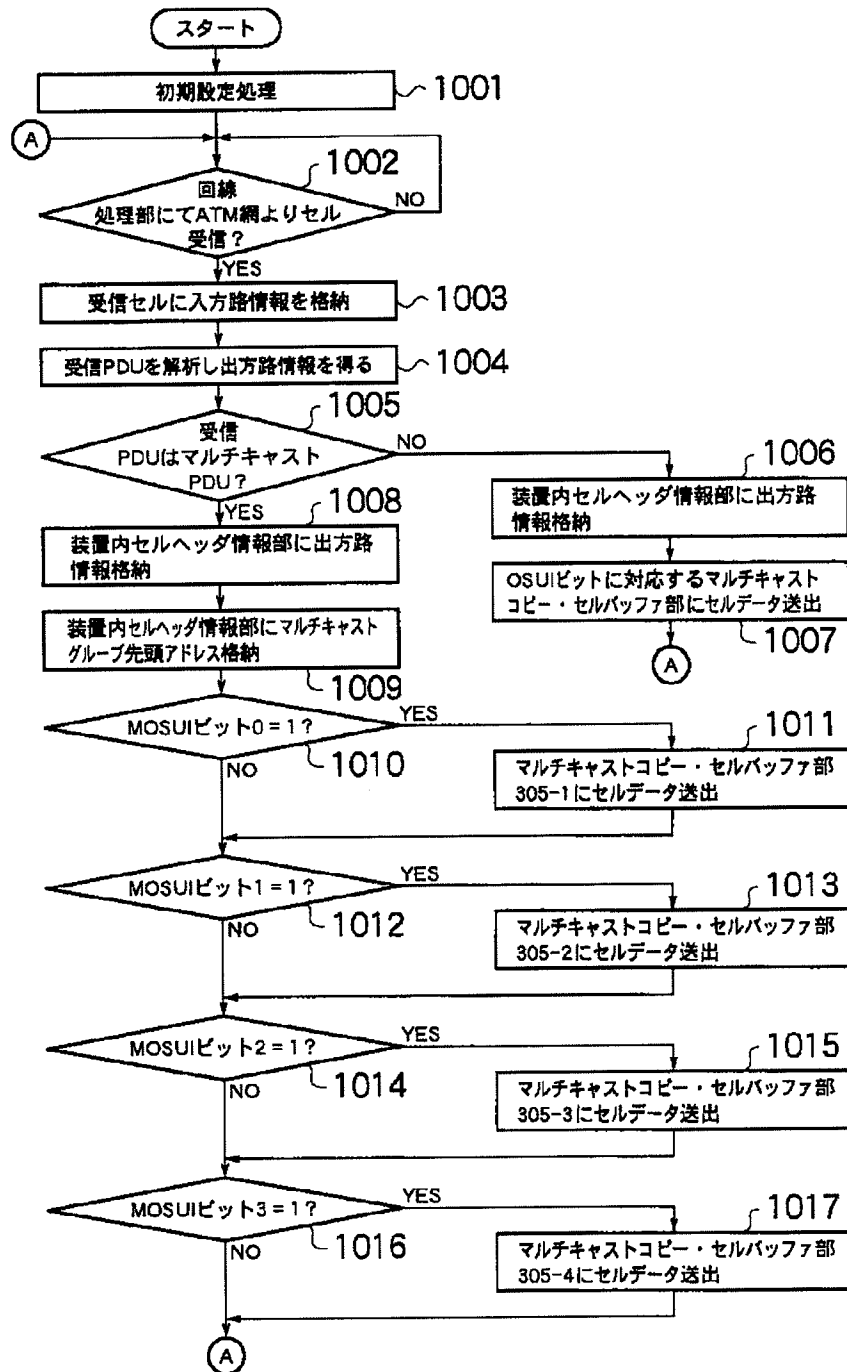 スタート
初期設定処理
1001
A
1002
回線
処理部にてATM網よりセル
受信?
NO
YES
受信セルに入方路情報を格納
1003
受信PDUを解析し出方路情報を得る
1004
1005
受信
PDUはマルチキャスト
PDU?
NO
YES
1006
装置内セルヘッダ情報部に出方路
情報格納
OSUIビットに対応するマルチキャスト
コピー・セルバッファ部にセルデータ送出
1007
A
1008
装置内セルヘッダ情報部に出方路
情報格納
装置内セルヘッダ情報部にマルチキャスト
グループ先頭アドレス格納
1009
MOSUIビット0=1?
YES
NO
1010
1011
マルチキャストコピー・セルバッファ部
305-1にセルデータ送出
MOSUIビット1=1?
YES
NO
1012
1013
マルチキャストコピー・セルバッファ部
305-2にセルデータ送出
MOSUIビット2=1?
YES
NO
1014
1015
マルチキャストコピー・セルバッファ部
305-3にセルデータ送出
MOSUIビット3=1?
YES
NO
1016
1017
マルチキャストコピー・セルバッファ部
305-4にセルデータ送出
A